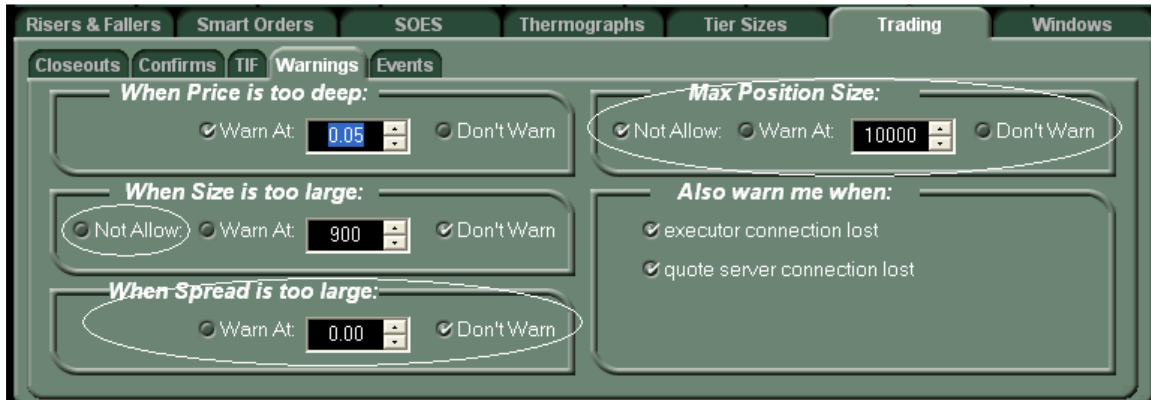 Risers & Fallers Smart Orders SOES Thermographs Tier Sizes Trading Windows
Closeouts Confirms TIF Warnings Events
When Price is too deep:
Warn At: 0.05 Don't Warn
When Size is too large:
Not Allow: Warn At: 900 Don't Warn
When Spread is too large:
Warn At: 0.00 Don't Warn
Max Position Size:
Not Allow: Warn At: 10000 Don't Warn
Also warn me when:
executor connection lost
quote server connection lost